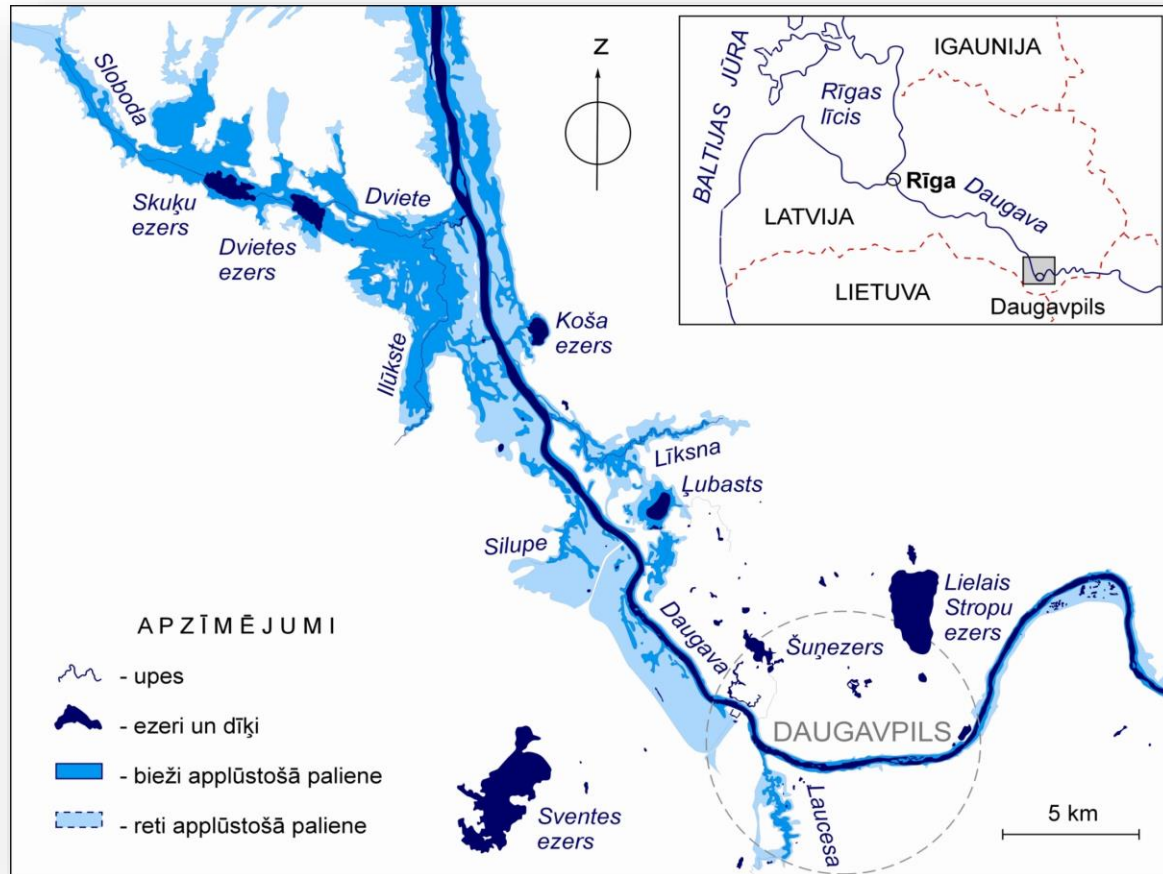 Sloboda
Skuķu
ezers
Dvietes
ezers
Dviete
Ilūkste
Z
Koša
ezers
Līksna
Ļubasts
Silupe
Daugava
Šuņezers
Lielais
Stropu
ezers
DAUGAVPILS
Laucesa
Sventes
ezers
5 km
APZĪMĒJUMI
- upes
- ezeri un dīķi
- bieži applūstošā paliene
- reti applūstošā paliene
BALTIJAS JŪRA
Rīgas
līcis
IGAUNIJA
Rīga
Daugava
LATVIJA
LIETUVA
Daugavpils